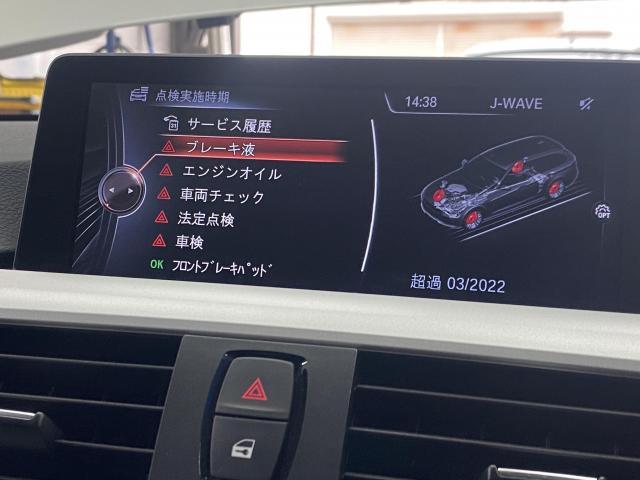 点検実施時期
14:38 J-WAVE
31 サービス履歴
ブレーキ液
エンジンオイル
車両チェック
法定点検
車検
OK ﾌﾛﾝﾄﾌﾞﾚｰｷﾊﾟｯﾄﾞ
OPT
超過 03/2022